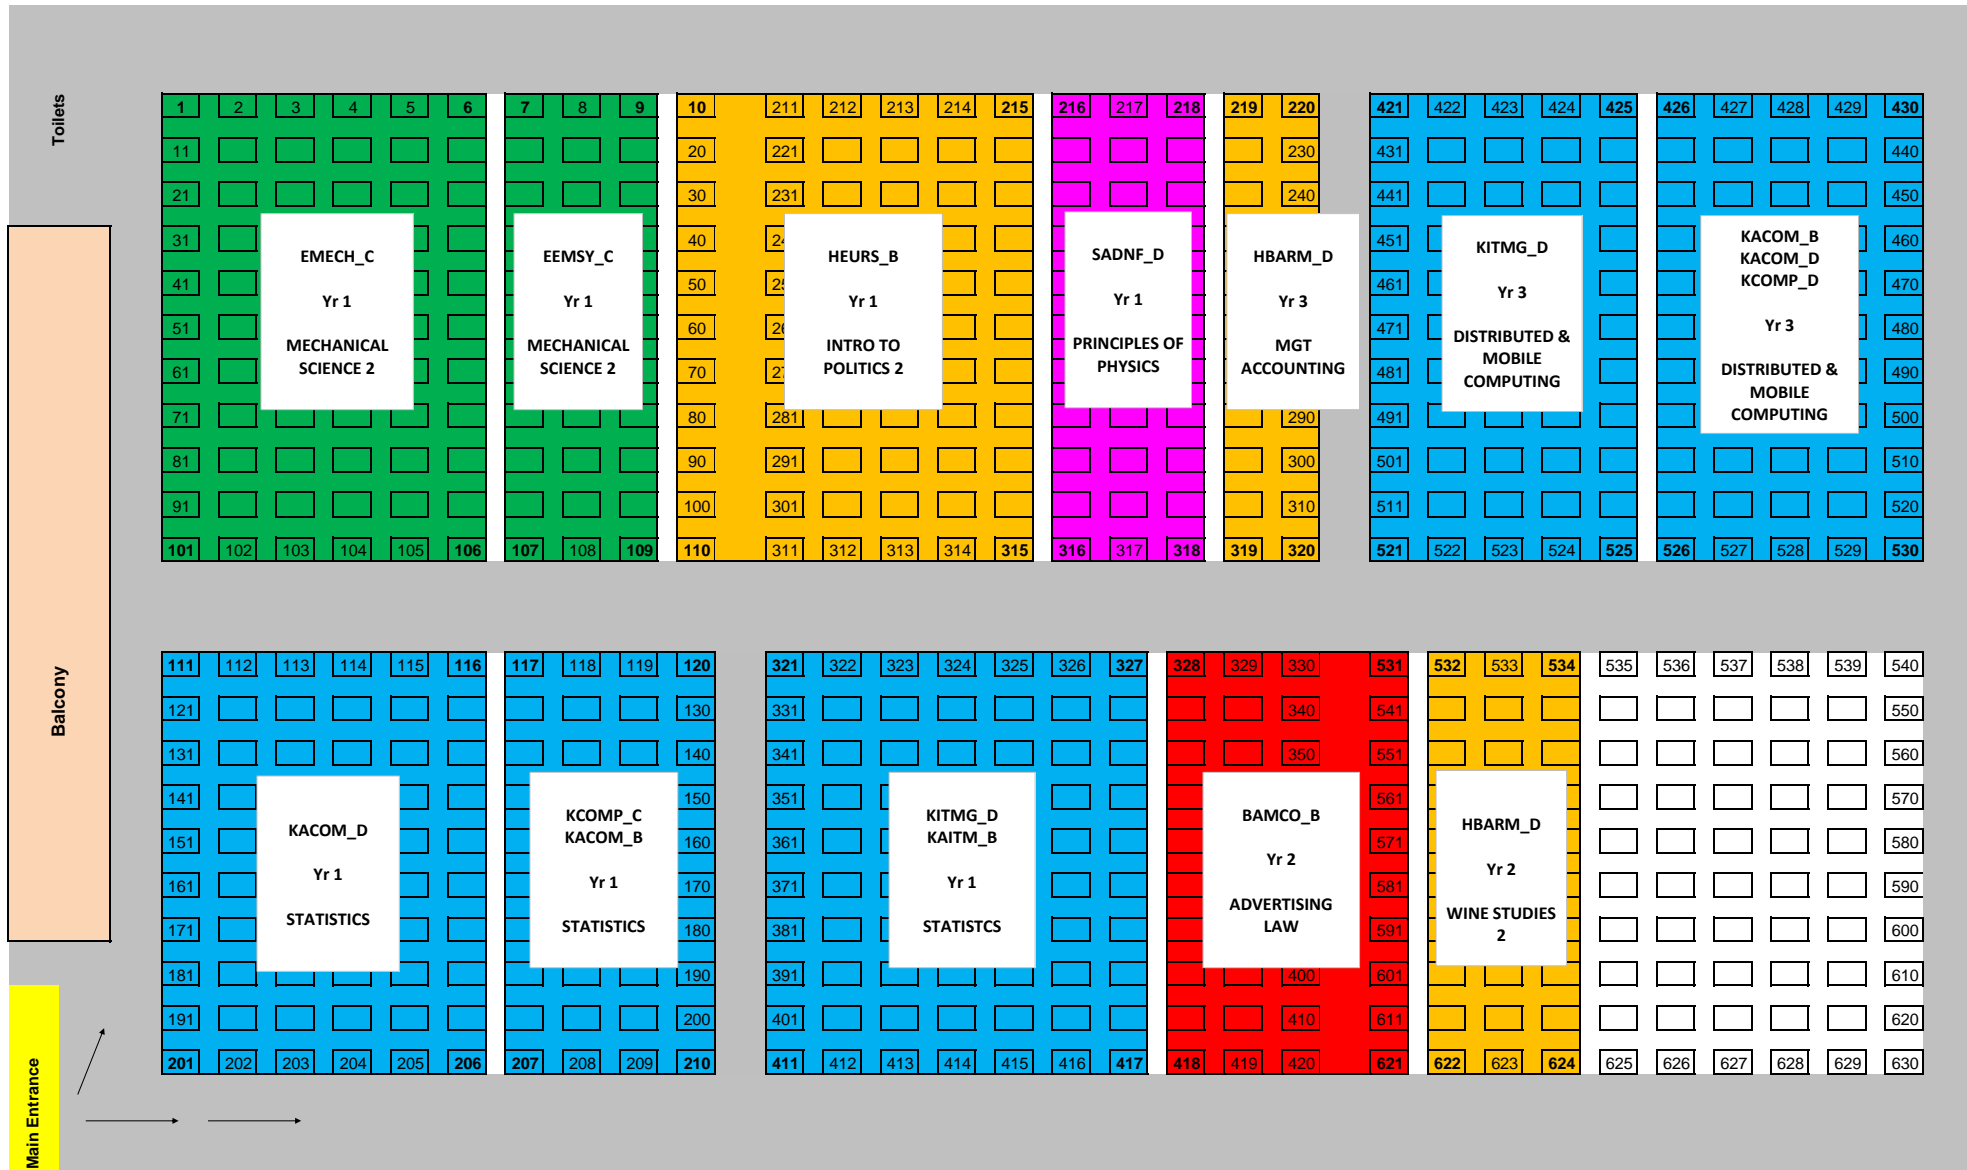 Toilets
1 2 3 4 5 6 7 8 9 10 211 212 213 214 215 216 217 218 219 220 421 422 423 424 425 426 427 428 429 430
11 20 221 230 431 440
21 30 231 240 441 450
31 40 451 460
41 50 461 470
51 60 471 480
61 70 481 490
71 80 281 290 491 500
81 90 291 300 501 510
91 100 301 310 511 520
101 102 103 104 105 106 107 108 109 110 311 312 313 314 315 316 317 318 319 320 521 522 523 524 525 526 527 528 529 530
EMECH_C
Yr 1
MECHANICAL
SCIENCE 2
EEMSY_C
Yr 1
MECHANICAL
SCIENCE 2
HEURS_B
Yr 1
INTRO TO
POLITICS 2
SADNF_D
Yr 1
PRINCIPLES OF
PHYSICS
HBARM_D
Yr 3
MGT
ACCOUNTING
KITMG_D
Yr 3
DISTRIBUTED &
MOBILE
COMPUTING
KACOM_B
KACOM_D
KCOMP_D
Yr 3
DISTRIBUTED &
MOBILE
COMPUTING
Balcony
111 112 113 114 115 116 117 118 119 120 321 322 323 324 325 326 327 328 329 330 531 532 533 534 535 536 537 538 539 540
121 130 331 340 541 550
131 140 341 350 551 560
141 150 351 561 570
151 160 361 571 580
161 170 371 581 590
171 180 381 591 600
181 190 391 400 601 610
191 200 401 410 611 620
201 202 203 204 205 206 207 208 209 210 411 412 413 414 415 416 417 418 419 420 621 622 623 624 625 626 627 628 629 630
KACOM_D
Yr 1
STATISTICS
KCOMP_C
KACOM_B
Yr 1
STATISTICS
KITMG_D
KAITM_B
Yr 1
STATISTCS
BAMCO_B
Yr 2
ADVERTISING
LAW
HBARM_D
Yr 2
WINE STUDIES
2
Main Entrance